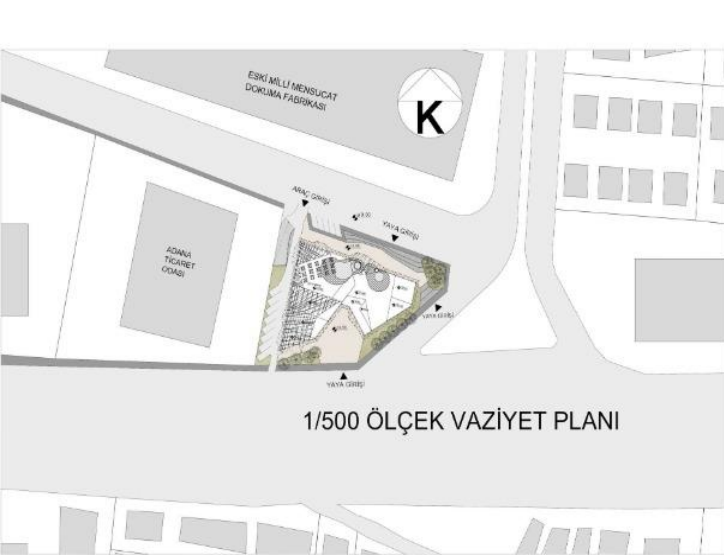 ESKİ MİLLİ MENSUCAT
DOKUMA FABRİKASI
K
ARAÇ GİRİŞİ
YAYA GİRİŞİ
ADANA
TİCARET
ODASI
YAYA GİRİŞİ
YAYA GİRİŞİ
1/500 ÖLÇEK VAZİYET PLANI